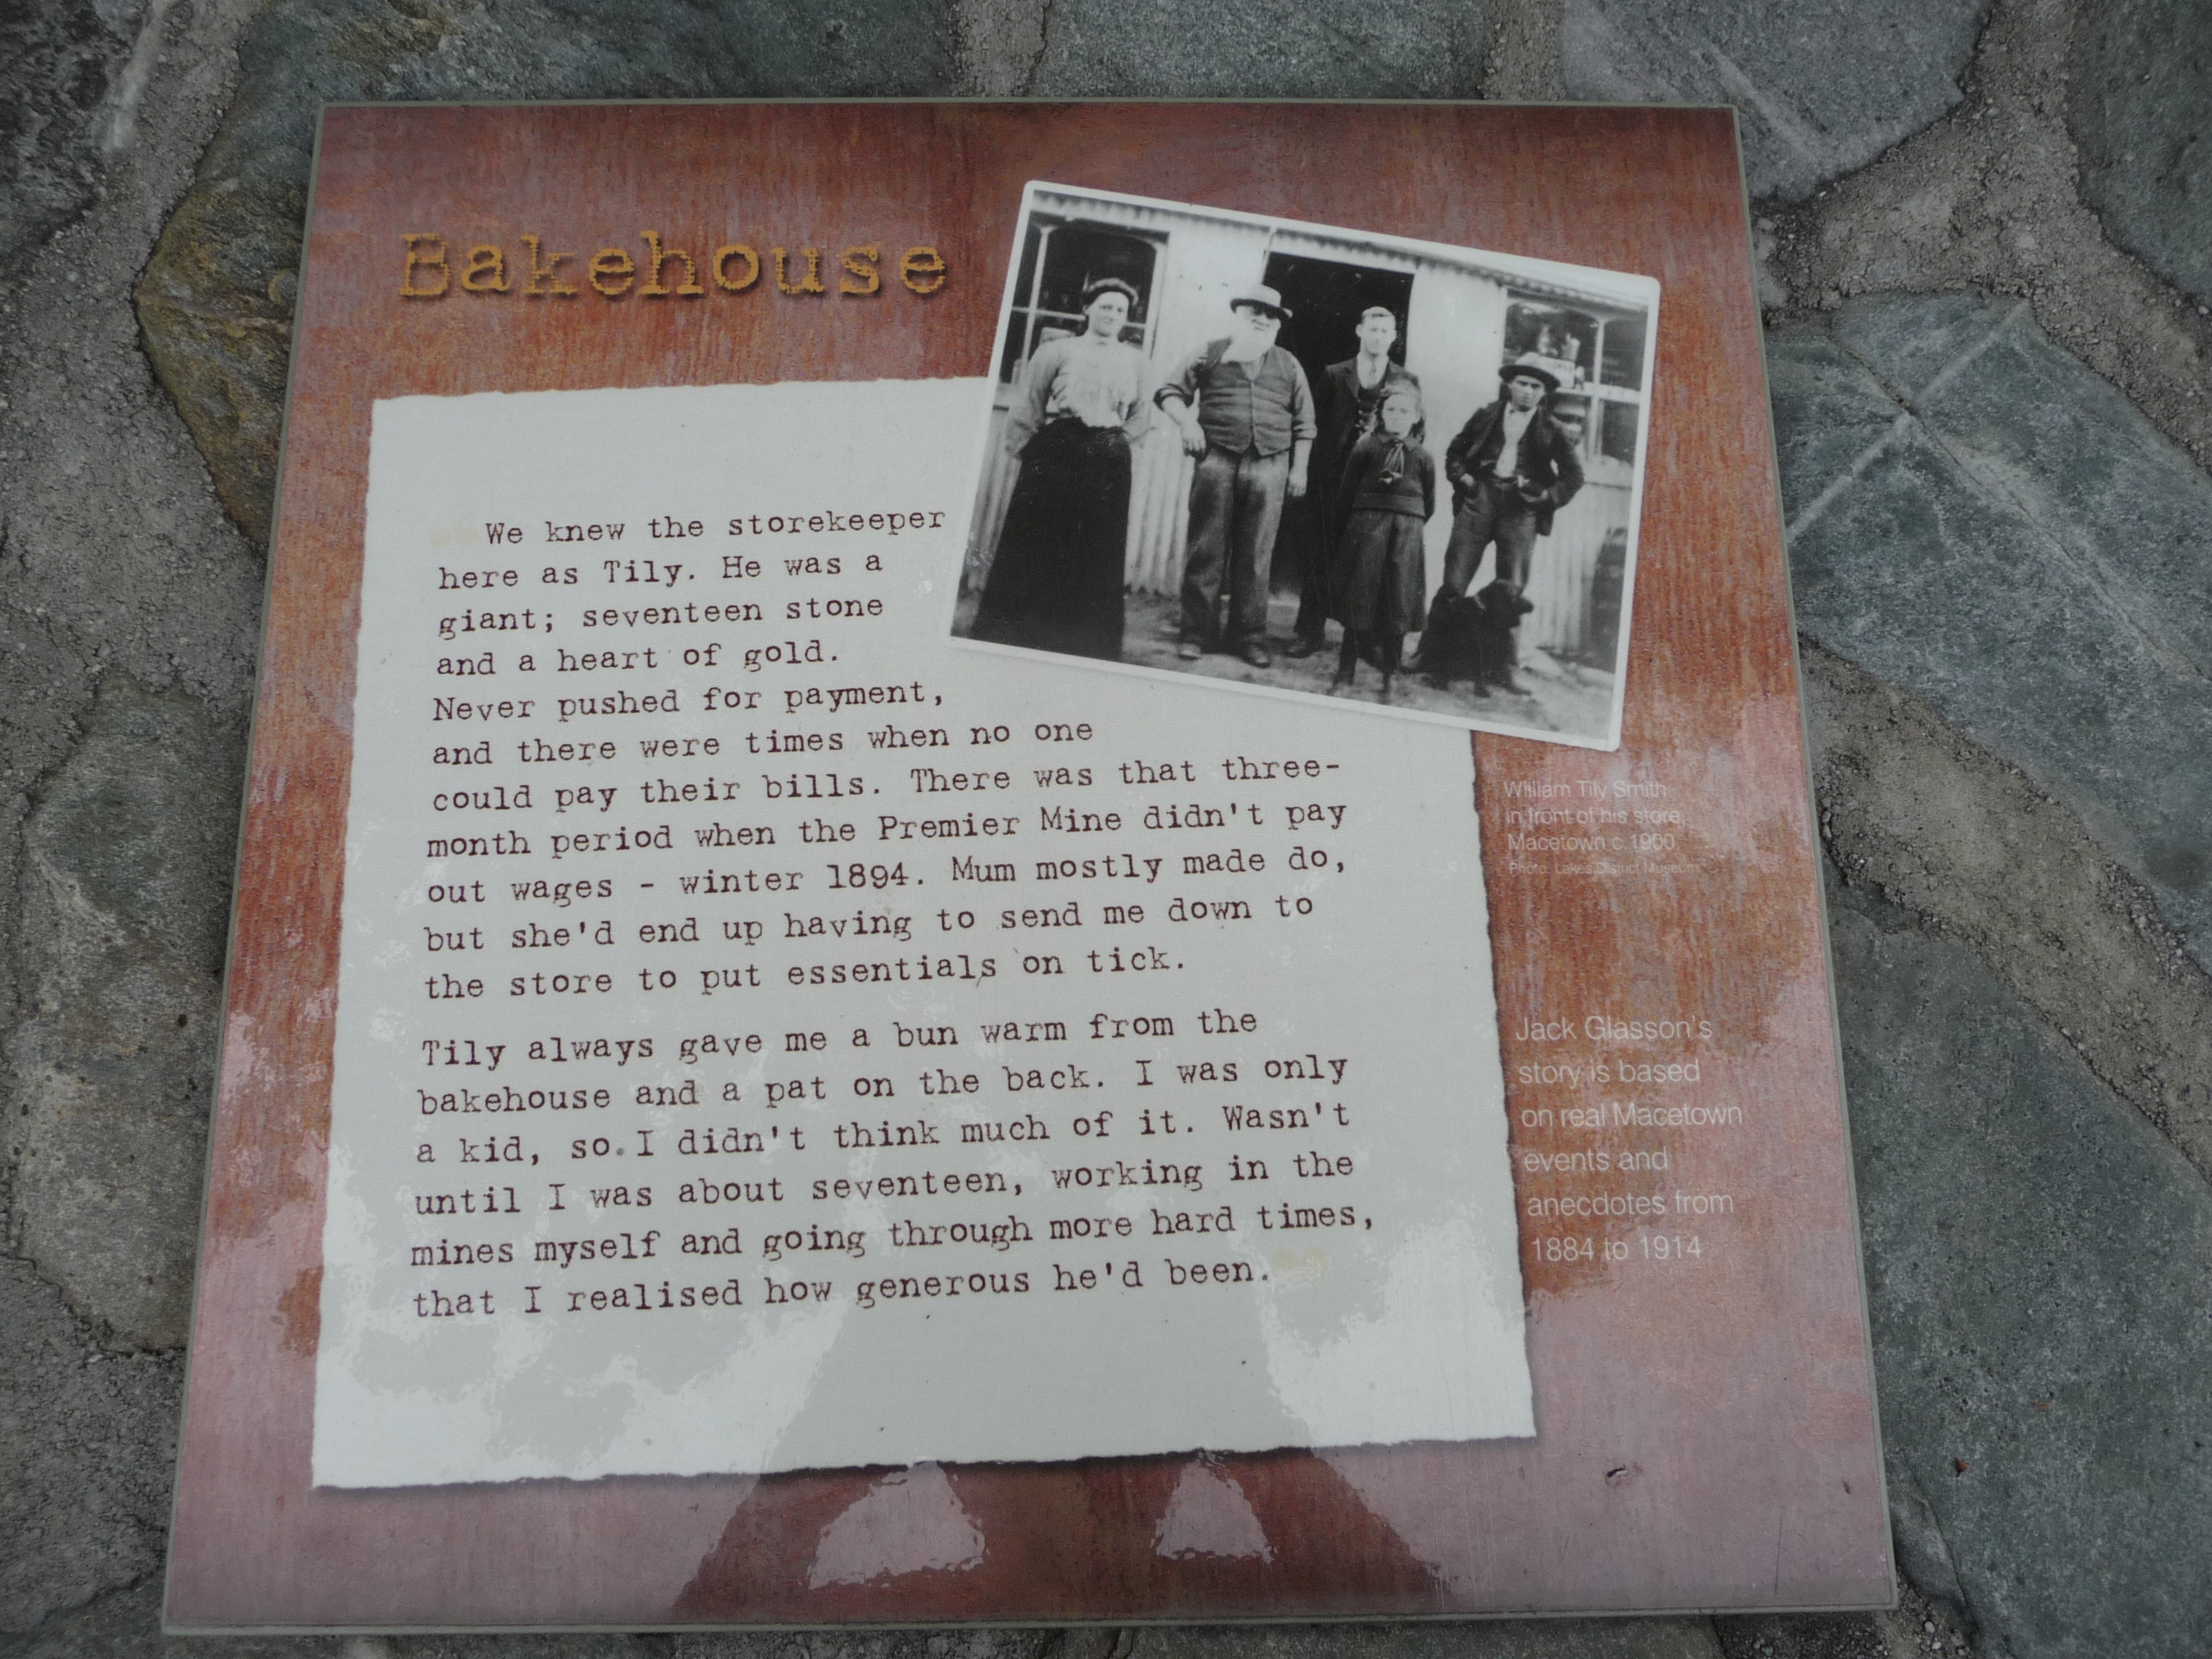 Bakehouse
We knew the storekeeper
here as Tily. He was a
giant; seventeen stone
and a heart of gold.
Never pushed for payment,
and there were times when no one
could pay their bills. There was that three-
month period when the Premier Mine didn't pay
out wages - winter 1894. Mum mostly made do,
but she'd end up having to send me down to
the store to put essentials on tick.
Tily always gave me a bun warm from the
bakehouse and a pat on the back. I was only
a kid, so I didn't think much of it. Wasn't
until I was about seventeen, working in the
mines myself and going through more hard times,
that I realised how generous he'd been.
William Tily Smith
in front of his store,
Macetown c.1900
Photo: Lakes District Museum
Jack Glasson's
story is based
on real Macetown
events and
anecdotes from
1884 to 1914